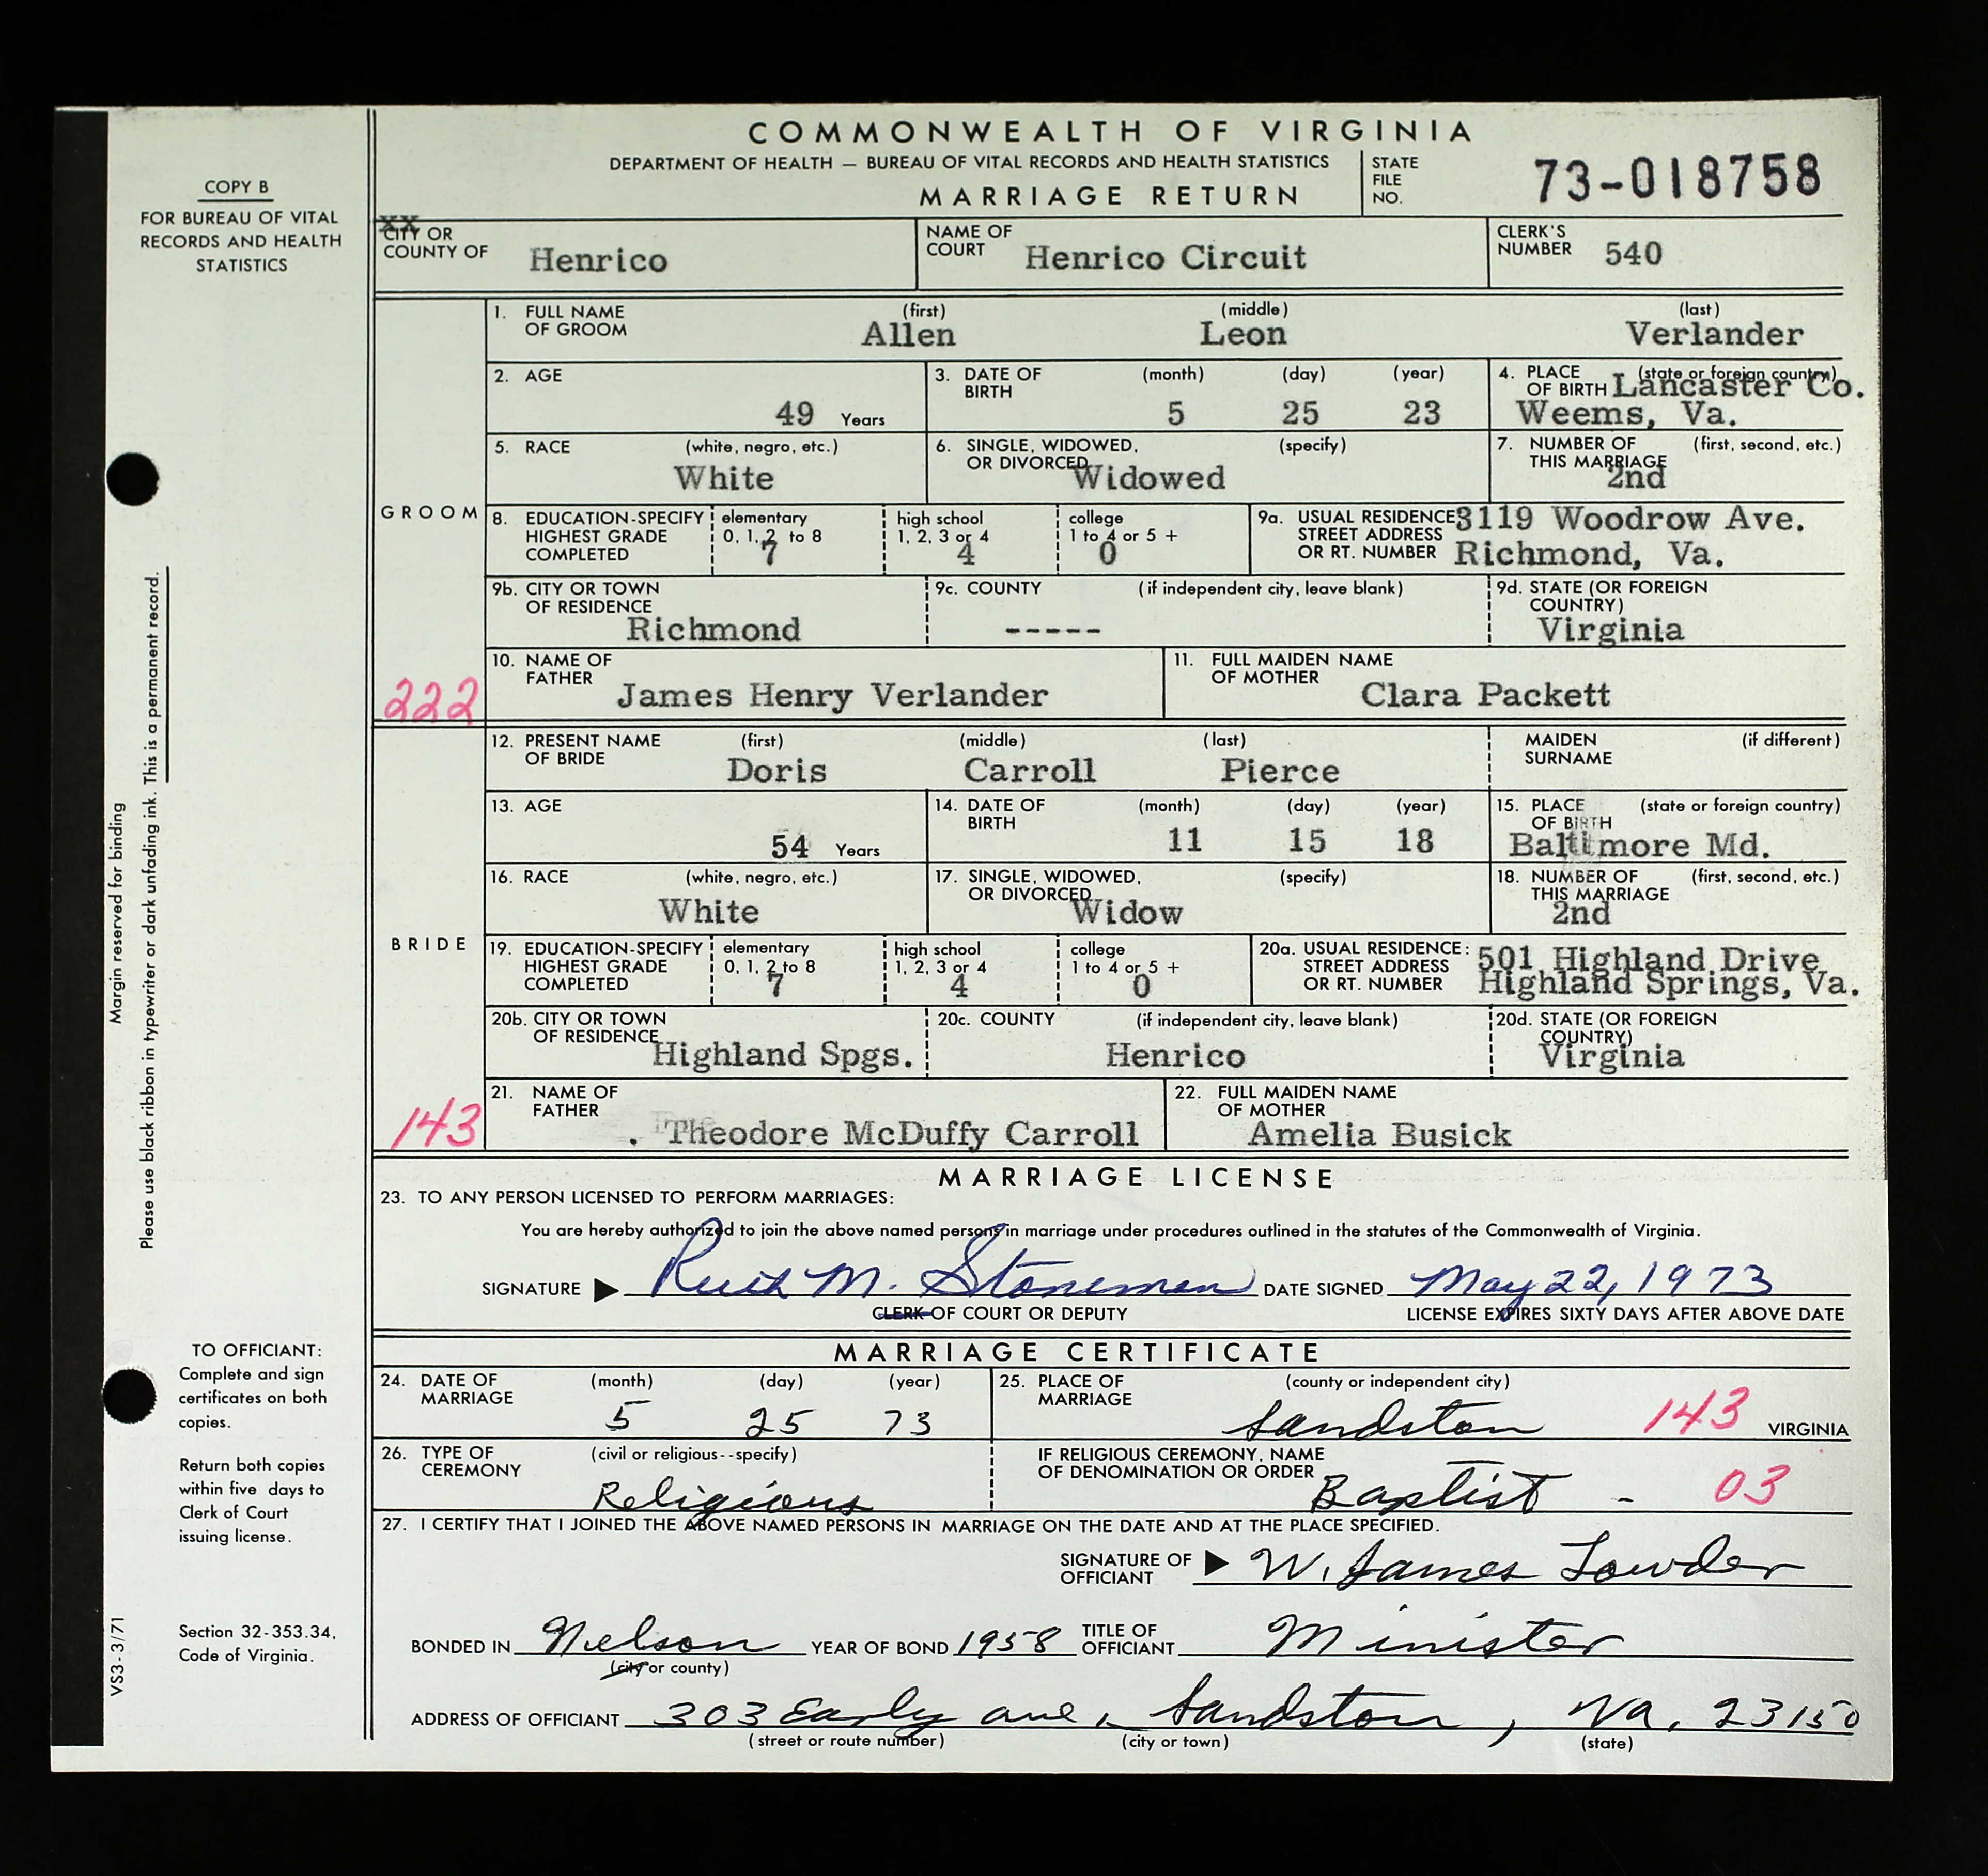 COMMONWEALTH OF VIRGINIA
DEPARTMENT OF HEALTH — BUREAU OF VITAL RECORDS AND HEALTH STATISTICS
MARRIAGE RETURN
STATE FILE NO. 73-018758
COPY B
FOR BUREAU OF VITAL
RECORDS AND HEALTH
STATISTICS
XX
CITY OR COUNTY OF Henrico
NAME OF COURT Henrico Circuit
CLERK'S NUMBER 540
GROOM
1. FULL NAME OF GROOM (first) Allen (middle) Leon (last) Verlander
2. AGE 49 Years
3. DATE OF BIRTH (month) 5 (day) 25 (year) 23
4. PLACE OF BIRTH (state or foreign country) Lancaster Co.
Weems, Va.
5. RACE (white, negro, etc.) White
6. SINGLE, WIDOWED, OR DIVORCED (specify) Widowed
7. NUMBER OF THIS MARRIAGE (first, second, etc.) 2nd
8. EDUCATION-SPECIFY HIGHEST GRADE COMPLETED
elementary 0, 1, 2 to 8 7
high school 1, 2, 3 or 4 4
college 1 to 4 or 5 + 0
9a. USUAL RESIDENCE STREET ADDRESS OR RT. NUMBER 3119 Woodrow Ave.
Richmond, Va.
9b. CITY OR TOWN OF RESIDENCE Richmond
9c. COUNTY (if independent city, leave blank) -----
9d. STATE (OR FOREIGN COUNTRY) Virginia
10. NAME OF FATHER James Henry Verlander
11. FULL MAIDEN NAME OF MOTHER Clara Packett
222
BRIDE
12. PRESENT NAME OF BRIDE (first) Doris (middle) Carroll (last) Pierce
MAIDEN SURNAME (if different)
13. AGE 54 Years
14. DATE OF BIRTH (month) 11 (day) 15 (year) 18
15. PLACE OF BIRTH (state or foreign country) Baltimore Md.
16. RACE (white, negro, etc.) White
17. SINGLE, WIDOWED, OR DIVORCED (specify) Widow
18. NUMBER OF THIS MARRIAGE (first, second, etc.) 2nd
19. EDUCATION-SPECIFY HIGHEST GRADE COMPLETED
elementary 0, 1, 2 to 8 7
high school 1, 2, 3 or 4 4
college 1 to 4 or 5 + 0
20a. USUAL RESIDENCE: STREET ADDRESS OR RT. NUMBER 501 Highland Drive
Highland Springs, Va.
20b. CITY OR TOWN OF RESIDENCE Highland Spgs.
20c. COUNTY (if independent city, leave blank) Henrico
20d. STATE (OR FOREIGN COUNTRY) Virginia
21. NAME OF FATHER . Theodore McDuffy Carroll
22. FULL MAIDEN NAME OF MOTHER Amelia Busick
143
MARRIAGE LICENSE
23. TO ANY PERSON LICENSED TO PERFORM MARRIAGES:
You are hereby authorized to join the above named persons in marriage under procedures outlined in the statutes of the Commonwealth of Virginia.
SIGNATURE Ruth M. Stoneman DATE SIGNED May 22, 1973
CLERK OF COURT OR DEPUTY
LICENSE EXPIRES SIXTY DAYS AFTER ABOVE DATE
MARRIAGE CERTIFICATE
24. DATE OF MARRIAGE (month) 5 (day) 25 (year) 73
25. PLACE OF MARRIAGE (county or independent city) Sandston 143 VIRGINIA
26. TYPE OF CEREMONY (civil or religious--specify) Religious
IF RELIGIOUS CEREMONY, NAME OF DENOMINATION OR ORDER Baptist - 03
27. I CERTIFY THAT I JOINED THE ABOVE NAMED PERSONS IN MARRIAGE ON THE DATE AND AT THE PLACE SPECIFIED.
SIGNATURE OF OFFICIANT W. James Lowder
BONDED IN Nelson YEAR OF BOND 1958 TITLE OF OFFICIANT Minister
(city or county)
ADDRESS OF OFFICIANT 303 Early ave, Sandston, Va. 23150
(street or route number) (city or town) (state)
Margin reserved for binding
Please use black ribbon in typewriter or dark unfading ink. This is a permanent record.
TO OFFICIANT:
Complete and sign
certificates on both
copies.
Return both copies
within five days to
Clerk of Court
issuing license.
Section 32-353.34,
Code of Virginia.
VS3-3/71